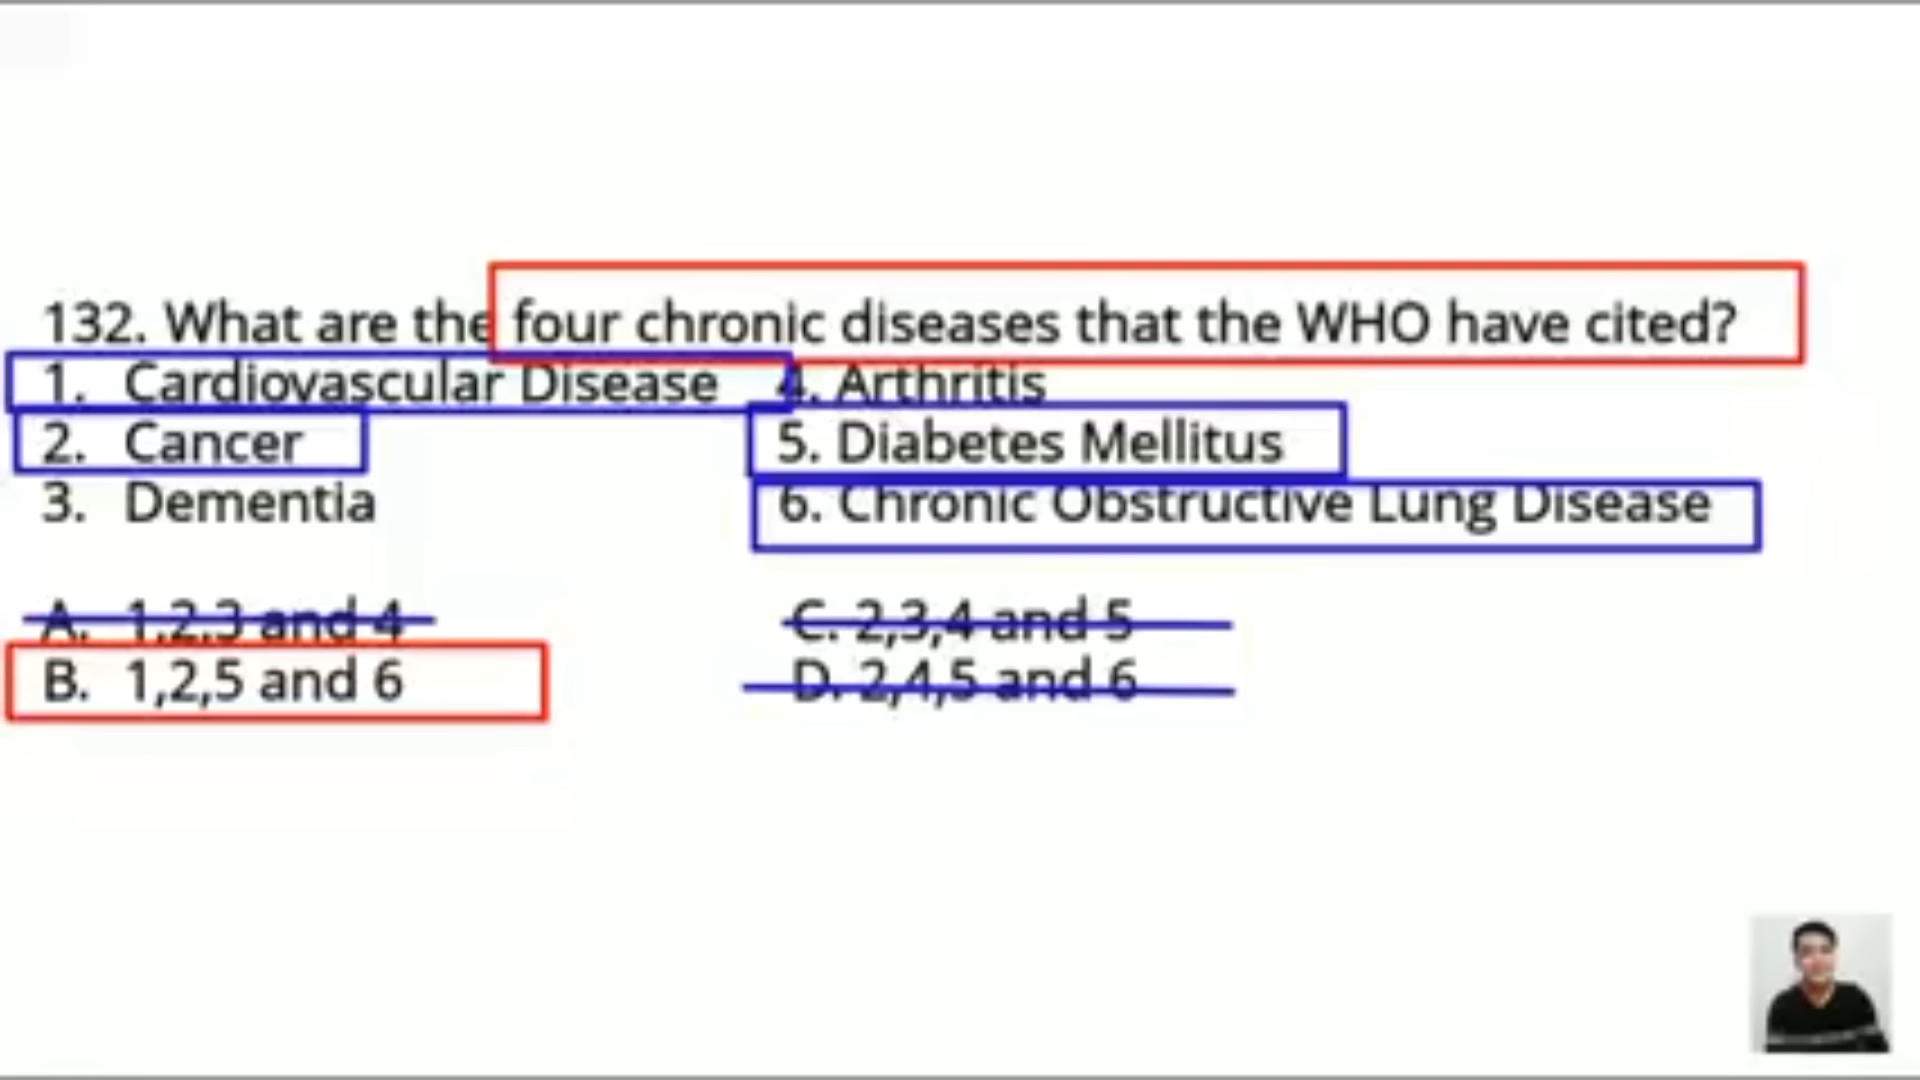 132. What are the four chronic diseases that the WHO have cited?
1. Cardiovascular Disease 4. Arthritis
2. Cancer 5. Diabetes Mellitus
3. Dementia 6. Chronic Obstructive Lung Disease
A. 1,2,3 and 4 C. 2,3,4 and 5
B. 1,2,5 and 6 D. 2,4,5 and 6